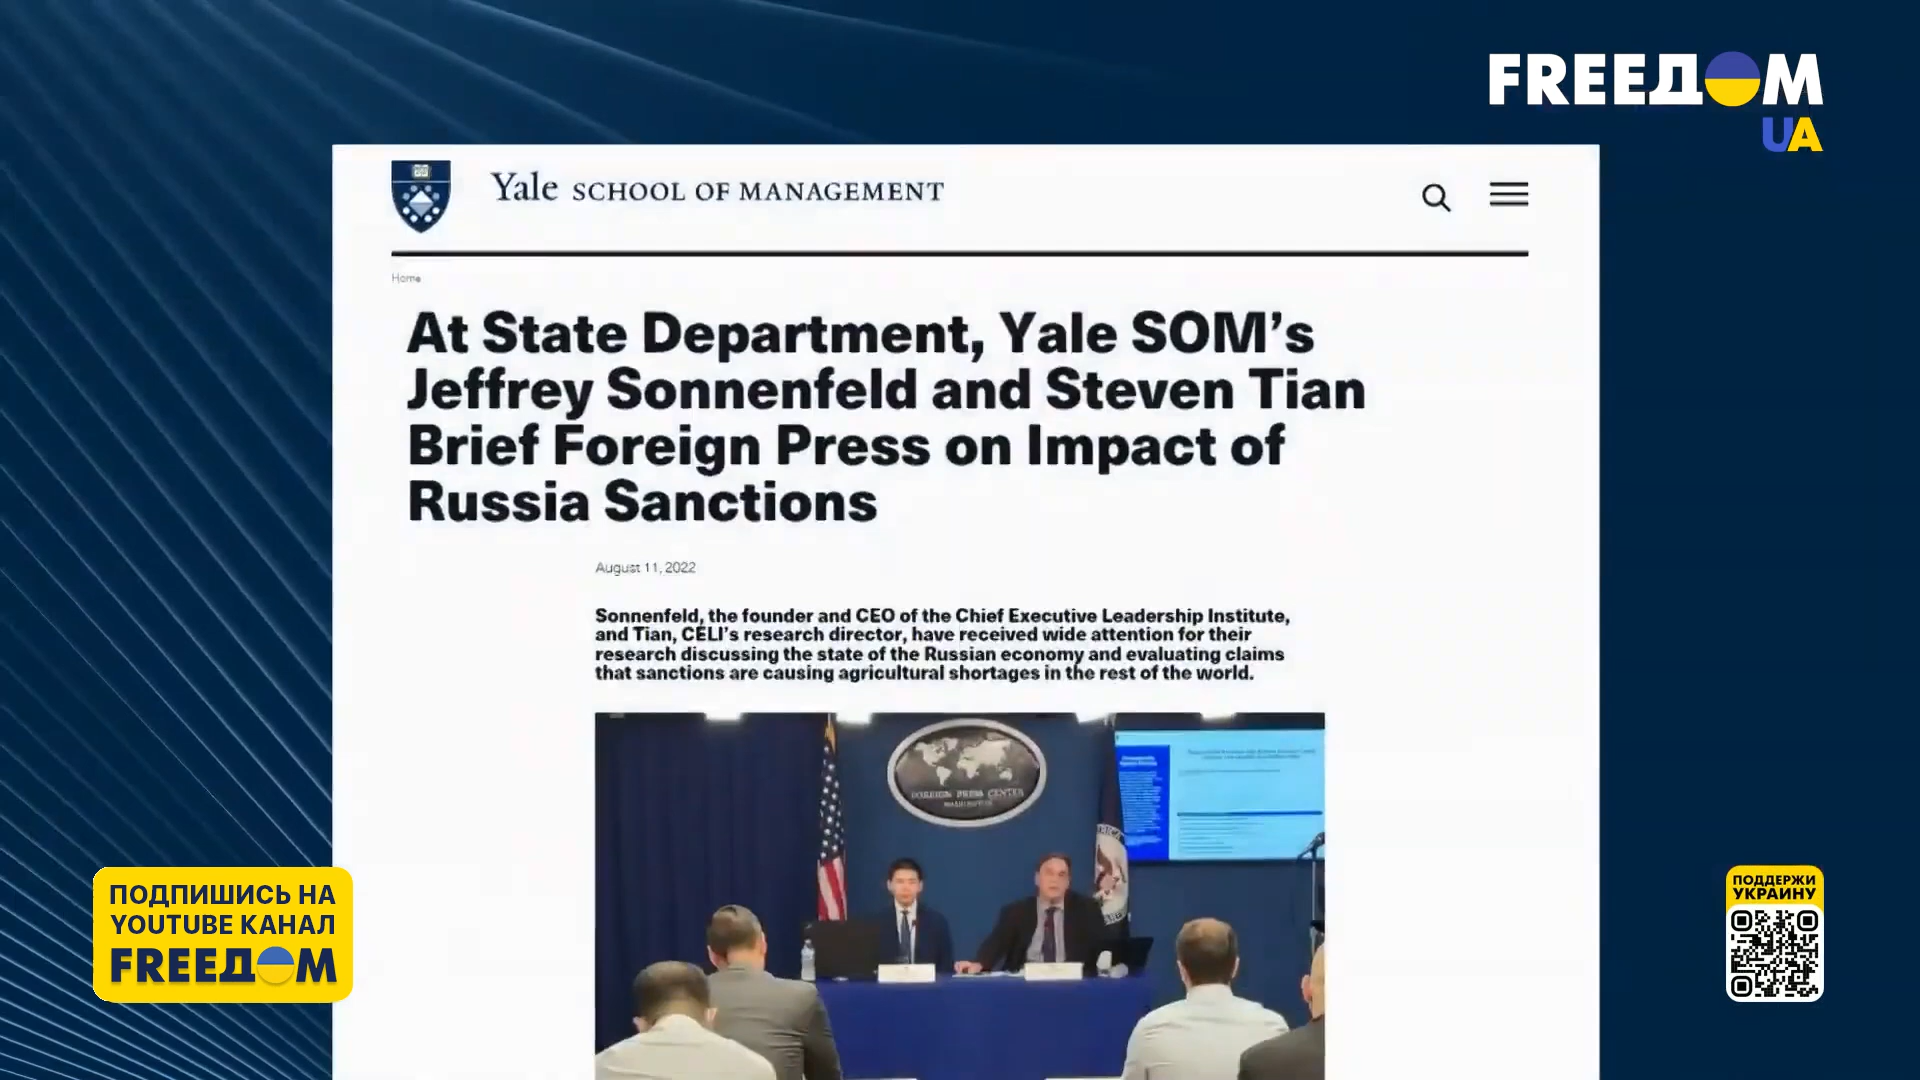 FREEДОM
UA
Yale SCHOOL OF MANAGEMENT
Home
At State Department, Yale SOM’s
Jeffrey Sonnenfeld and Steven Tian
Brief Foreign Press on Impact of
Russia Sanctions
August 11, 2022
Sonnenfeld, the founder and CEO of the Chief Executive Leadership Institute,
and Tian, CELI’s research director, have received wide attention for their
research discussing the state of the Russian economy and evaluating claims
that sanctions are causing agricultural shortages in the rest of the world.
FOREIGN PRESS CENTER
WASHINGTON
ПОДПИШИСЬ НА
YOUTUBE КАНАЛ
FREEДОM
ПОДДЕРЖИ
УКРАИНУ